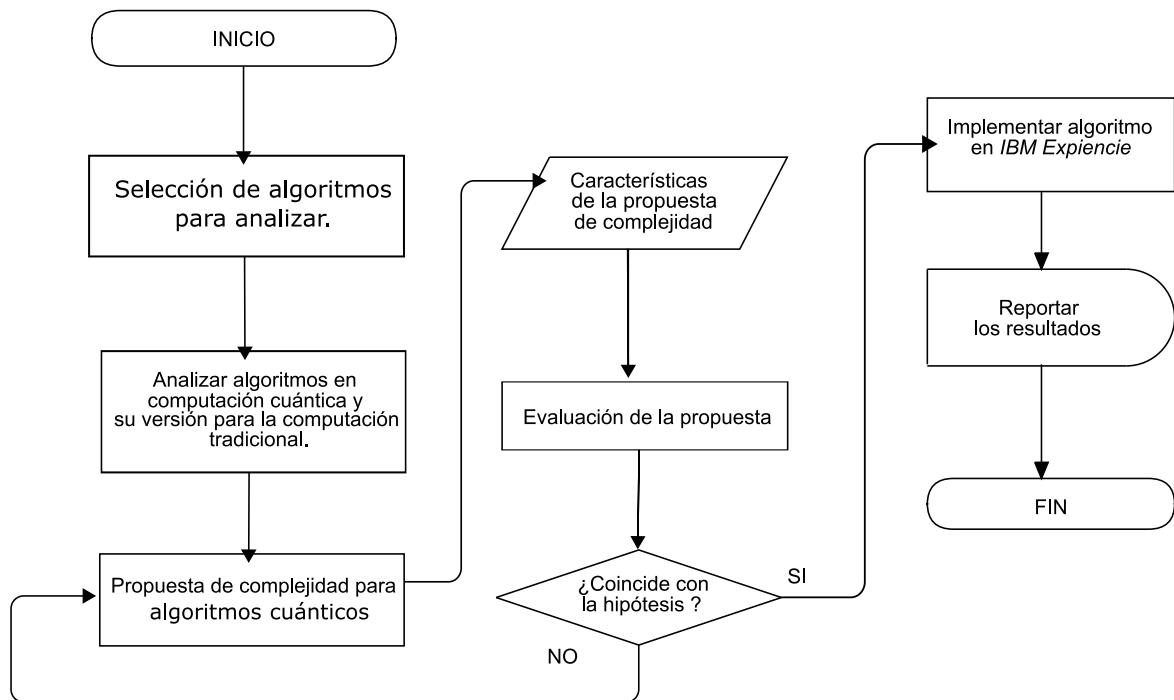 INICIO
Selección de algoritmos
para analizar.
Analizar algoritmos en
computación cuántica y
su versión para la computación
tradicional.
Propuesta de complejidad para
algoritmos cuánticos
Características
de la propuesta
de complejidad
Evaluación de la propuesta
¿Coincide con
la hipótesis ?
SI
NO
Implementar algoritmo
en IBM Expiencie
Reportar
los resultados
FIN